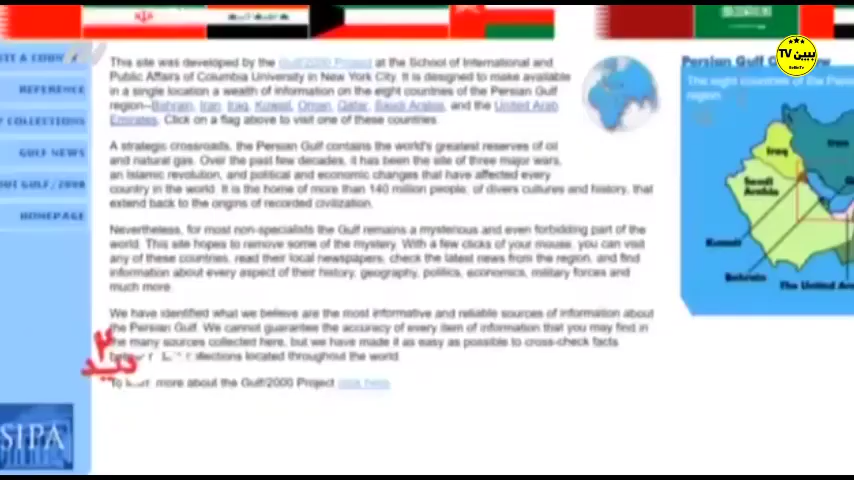 TV
بین
BeBinTv
REFERENCE
COLLECTIONS
GULF NEWS
GULF/2000
HOMEPAGE
This site was developed by the Gulf/2000 Project at the School of International and
Public Affairs of Columbia University in New York City. It is designed to make available
in a single location a wealth of information on the eight countries of the Persian Gulf
region--Bahrain, Iran, Iraq, Kuwait, Oman, Qatar, Saudi Arabia, and the United Arab
Emirates. Click on a flag above to visit one of these countries.
A strategic crossroads, the Persian Gulf contains the world's greatest reserves of oil
and natural gas. Over the past few decades, it has been the site of three major wars,
an Islamic revolution, and political and economic changes that have affected every
country in the world. It is the home of more than 140 million people, of divers cultures and history, that
extend back to the origins of recorded civilization.
Nevertheless, for most non-specialists the Gulf remains a mysterious and even forbidding part of the
world. This site hopes to remove some of the mystery. With a few clicks of your mouse, you can visit
any of these countries, read their local newspapers, check the latest news from the region, and find
information about every aspect of their history, geography, politics, economics, military forces and
much more.
We have identified what we believe are the most informative and reliable sources of information about
the Persian Gulf. We cannot guarantee the accuracy of every item of information that you may find in
the many sources collected here, but we have made it as easy as possible to cross-check facts
collections located throughout the world.
To more about the Gulf/2000 Project click here.
Persian Gulf
The eight countries of the
region
Iraq
Iran
Saudi
Arabia
Kuwait
Bahrain
The United
۳
دید
SIPA